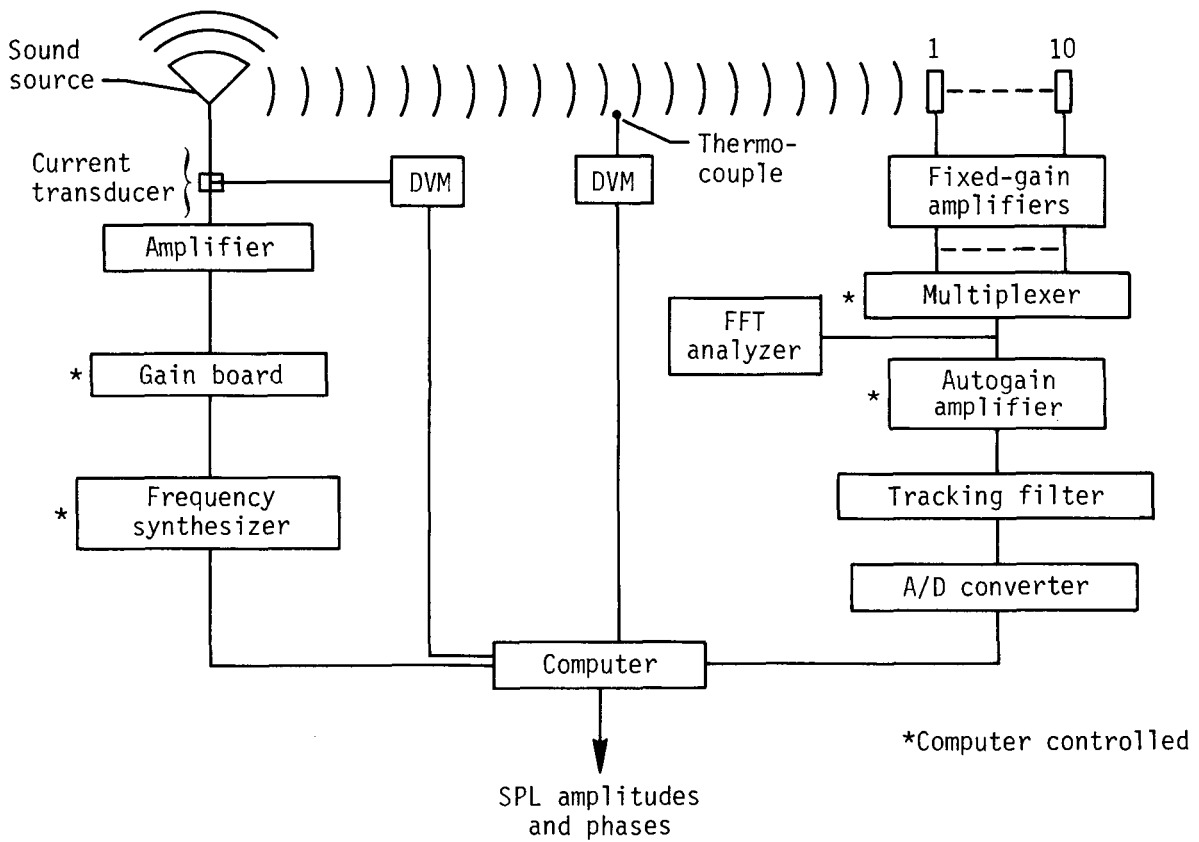 Sound
source
1
10
Thermo-
couple
Current
transducer
DVM
DVM
Fixed-gain
amplifiers
Amplifier
* Multiplexer
FFT
analyzer
* Gain board
* Autogain
amplifier
* Frequency
synthesizer
Tracking filter
A/D converter
Computer
*Computer controlled
SPL amplitudes
and phases